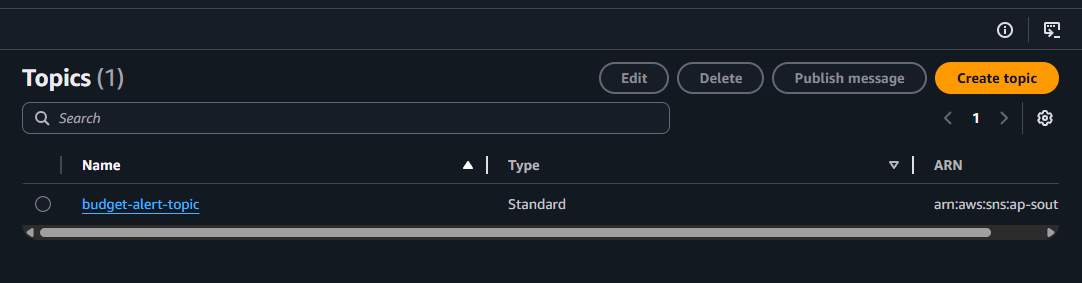 Topics (1)
Edit
Delete
Publish message
Create topic
Search
1
Name
Type
ARN
budget-alert-topic
Standard
arn:aws:sns:ap-sout